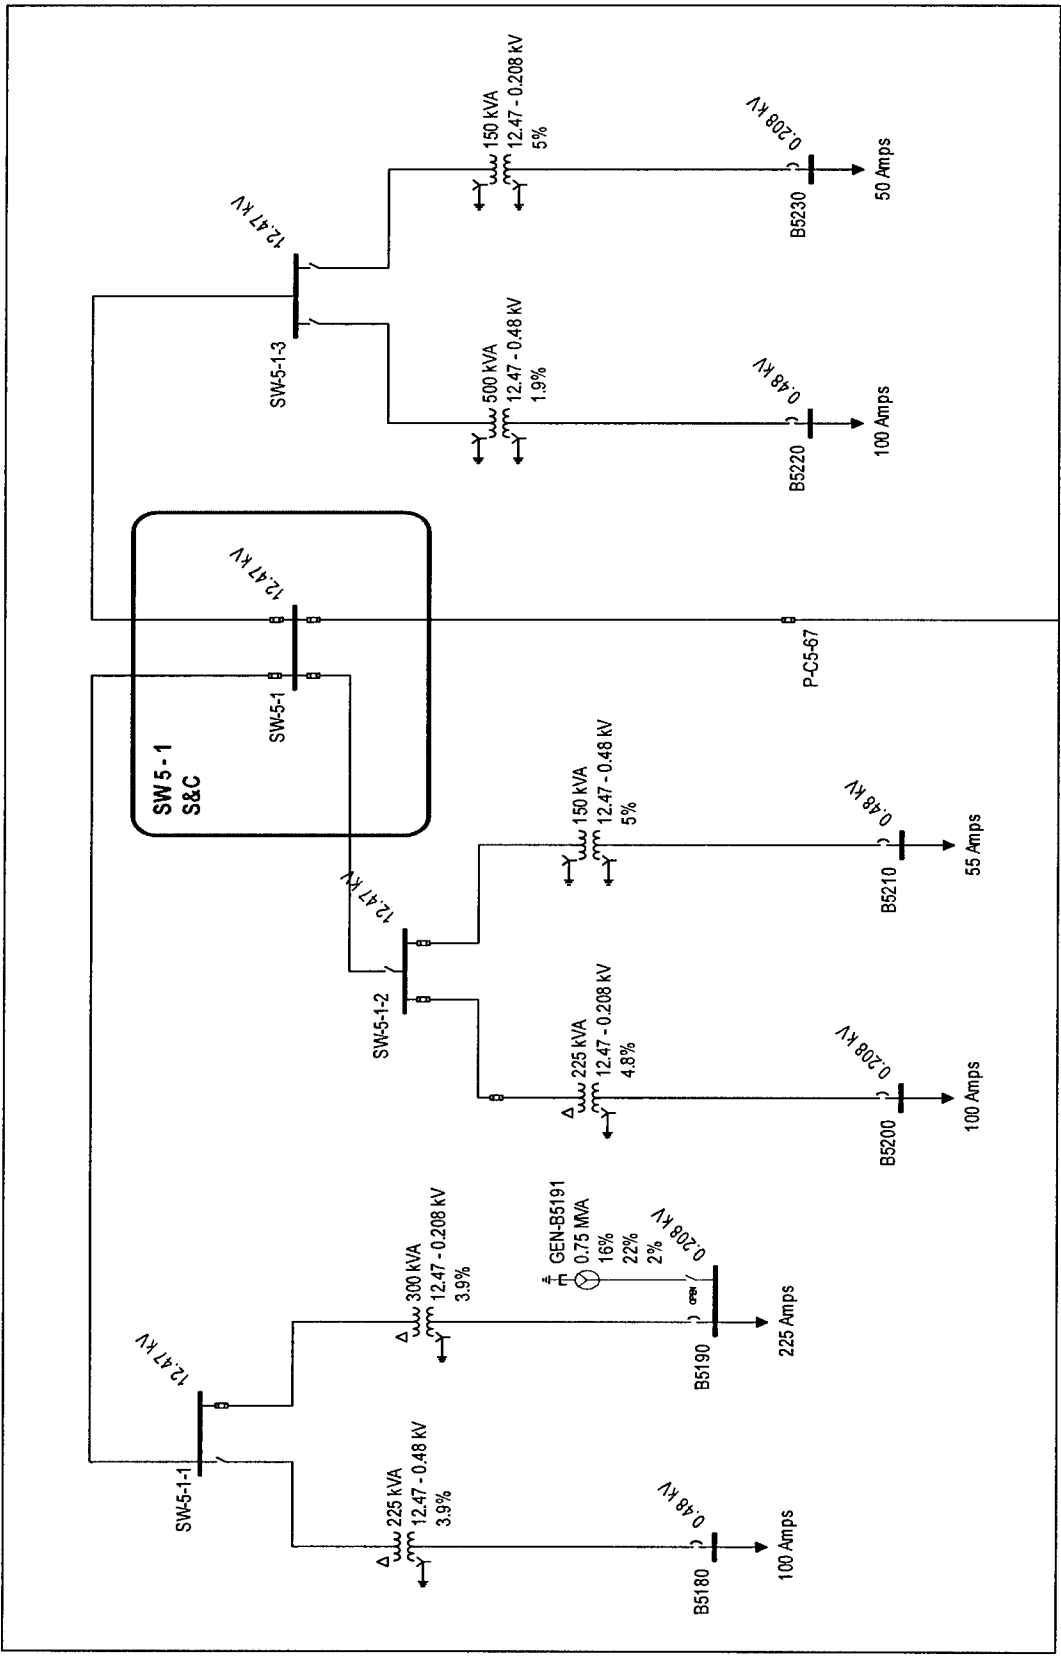 12.47 kV
SW-5-1-1
225 kVA
12.47 - 0.48 kV
3.9%
0.48 kV
B5180
100 Amps
300 kVA
12.47 - 0.208 kV
3.9%
GEN-B5191
0.75 MVA
16%
22%
2%
0.208 kV
OPEN
B5190
225 Amps
SW 5 - 1
S&C
12.47 kV
SW-5-1
12.47 kV
SW-5-1-2
225 kVA
12.47 - 0.208 kV
4.8%
0.208 kV
B5200
100 Amps
150 kVA
12.47 - 0.48 kV
5%
0.48 kV
B5210
55 Amps
P-C5-67
12.47 kV
SW-5-1-3
500 kVA
12.47 - 0.48 kV
1.9%
0.48 kV
B5220
100 Amps
150 kVA
12.47 - 0.208 kV
5%
0.208 kV
B5230
50 Amps